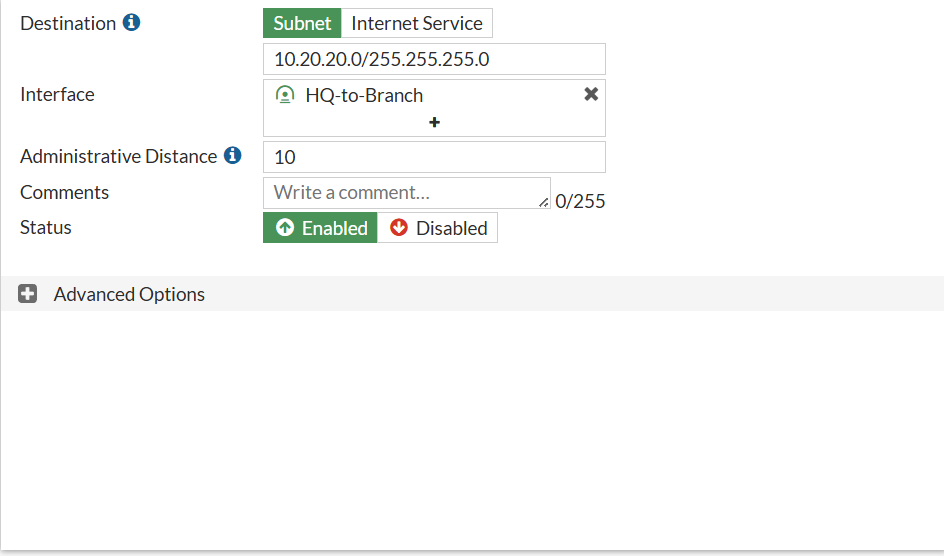 Destination Subnet Internet Service
10.20.20.0/255.255.255.0
Interface HQ-to-Branch
Administrative Distance 10
Comments Write a comment... 0/255
Status Enabled Disabled
Advanced Options